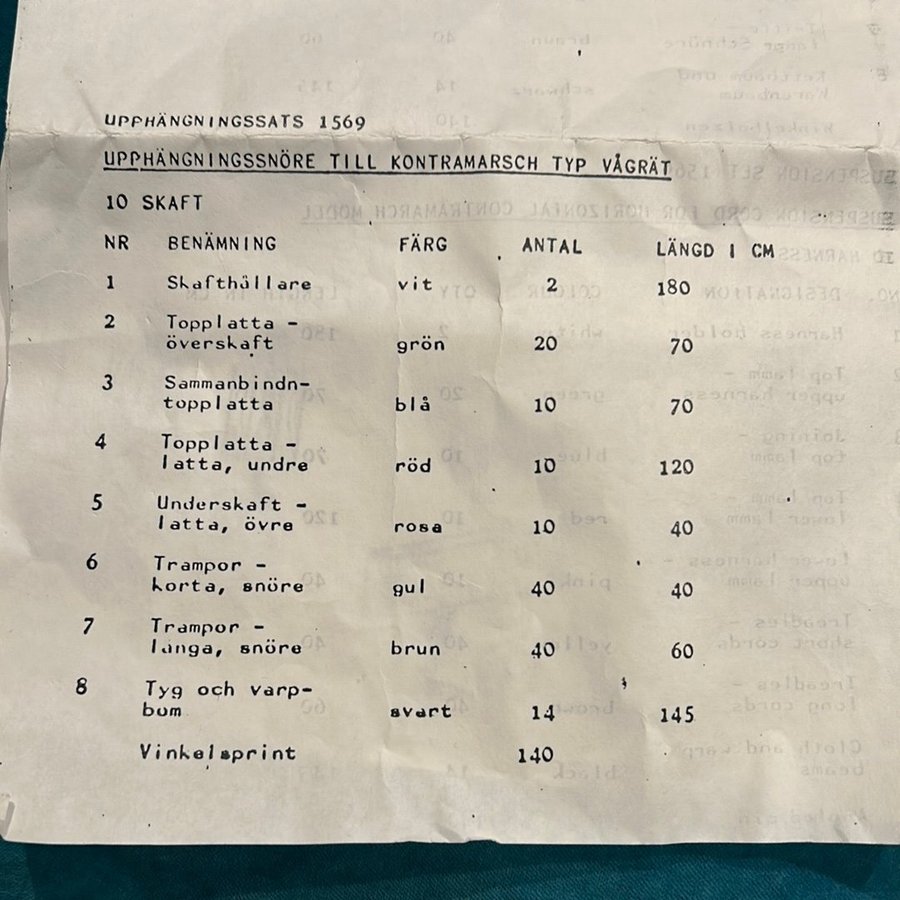 UPPHÄNGNINGSSATS 1569
UPPHÄNGNINGSSNÖRE TILL KONTRAMARSCH TYP VÅGRÄT
10 SKAFT
NR BENÄMNING FÄRG ANTAL LÄNGD I CM
1 Skafthållare vit 2 180
2 Topplatta -
överskaft grön 20 70
3 Sammanbindn-
topplatta blå 10 70
4 Topplatta -
latta, undre röd 10 120
5 Underskaft -
latta, övre rosa 10 40
6 Trampor -
korta, snöre gul 40 40
7 Trampor -
långa, snöre brun 40 60
8 Tyg och varp-
bom svart 14 145
Vinkelsprint 140